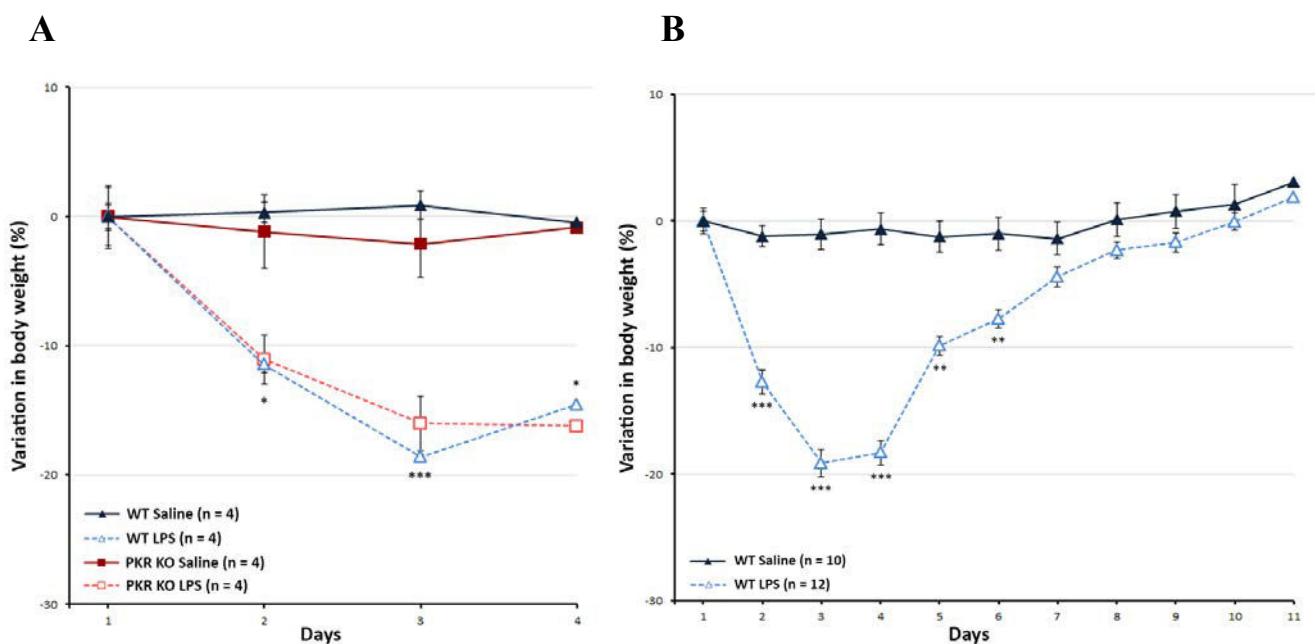 A
B
Variation in body weight (%)
10
0
-10
-20
-30
*
***
*
WT Saline (n = 4)
WT LPS (n = 4)
PKR KO Saline (n = 4)
PKR KO LPS (n = 4)
1 2 3 4
Days
Variation in body weight (%)
10
0
-10
-20
-30
***
***
***
**
**
WT Saline (n = 10)
WT LPS (n = 12)
1 2 3 4 5 6 7 8 9 10 11
Days